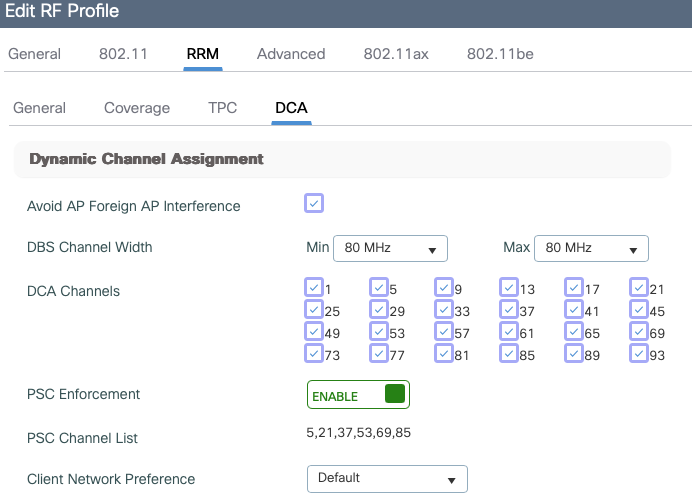 Edit RF Profile
General 802.11 RRM Advanced 802.11ax 802.11be
General Coverage TPC DCA
Dynamic Channel Assignment
Avoid AP Foreign AP Interference
DBS Channel Width Min 80 MHz Max 80 MHz
DCA Channels 1 5 9 13 17 21
25 29 33 37 41 45
49 53 57 61 65 69
73 77 81 85 89 93
PSC Enforcement ENABLE
PSC Channel List 5,21,37,53,69,85
Client Network Preference Default